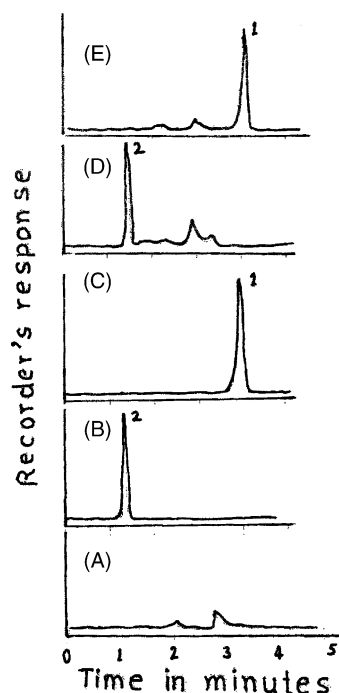 (E)
1
(D)
2
(C)
1
(B)
2
(A)
0 1 2 3 4 5
Time in minutes
Recorder's response